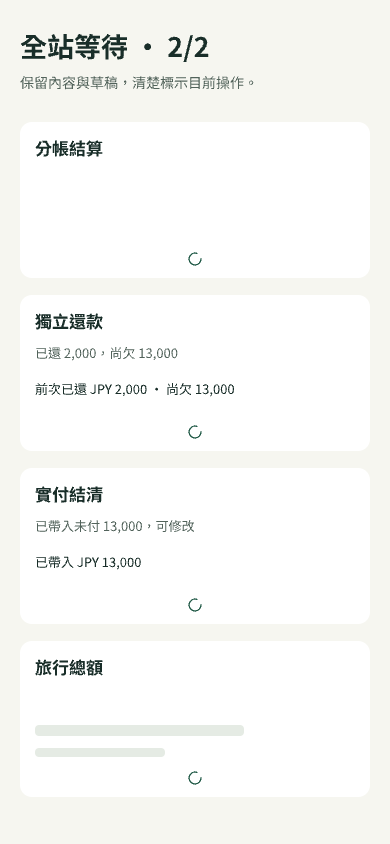 全站等待 · 2/2
保留內容與草稿，清楚標示目前操作。
分帳結算
獨立還款
已還 2,000，尚欠 13,000
前次已還 JPY 2,000 · 尚欠 13,000
實付結清
已帶入未付 13,000，可修改
已帶入 JPY 13,000
旅行總額